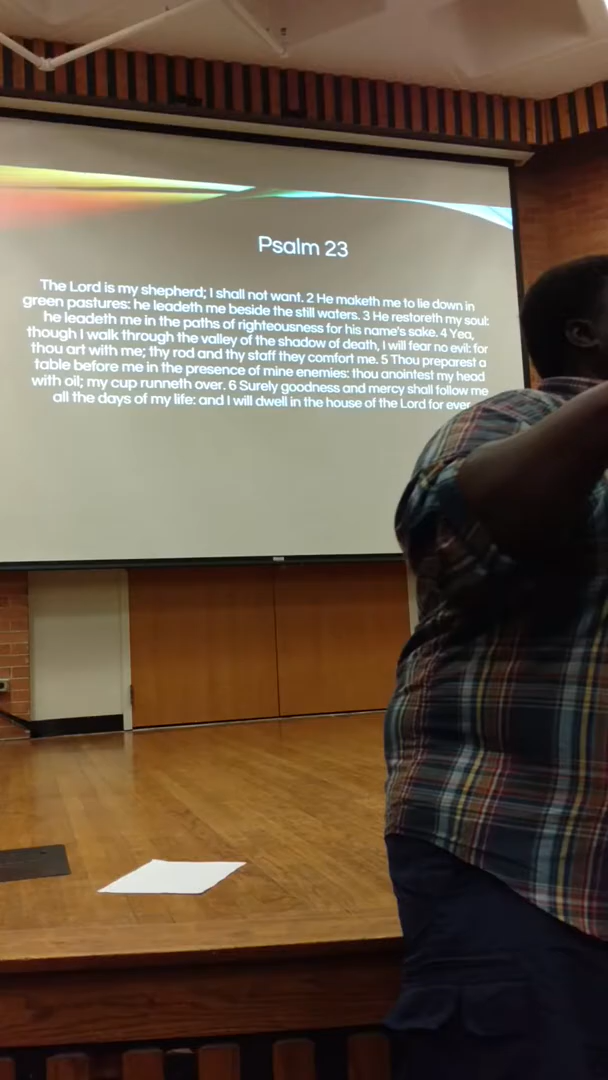 Psalm 23
The Lord is my shepherd; I shall not want. 2 He maketh me to lie down in
green pastures: he leadeth me beside the still waters. 3 He restoreth my soul:
he leadeth me in the paths of righteousness for his name's sake. 4 Yea,
though I walk through the valley of the shadow of death, I will fear no evil: for
thou art with me; thy rod and thy staff they comfort me. 5 Thou preparest a
table before me in the presence of mine enemies: thou anointest my head
with oil; my cup runneth over. 6 Surely goodness and mercy shall follow me
all the days of my life: and I will dwell in the house of the Lord for ever